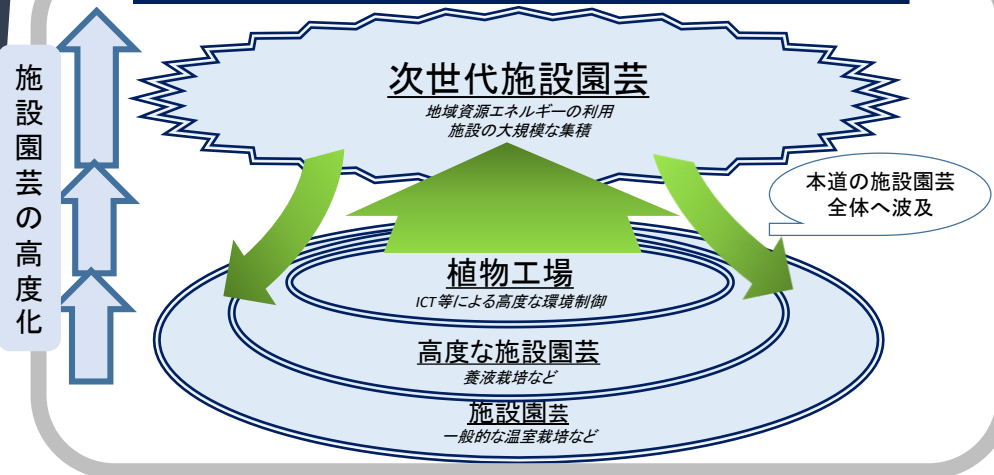 施設園芸の高度化
次世代施設園芸
地域資源エネルギーの利用
施設の大規模な集積
本道の施設園芸
全体へ波及
植物工場
ICT等による高度な環境制御
高度な施設園芸
養液栽培など
施設園芸
一般的な温室栽培など